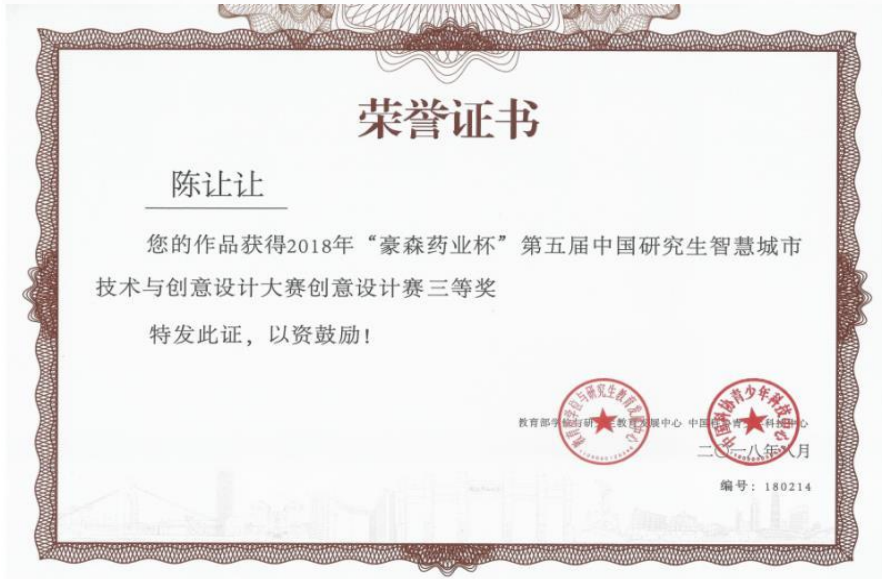 荣誉证书
陈让让
您的作品获得2018年“豪森药业杯”第五届中国研究生智慧城市
技术与创意设计大赛创意设计赛三等奖
特发此证，以资鼓励！
教育部学位与研究生教育发展中心 中国科协青少年科技中心
二〇一八年八月
编号：180214